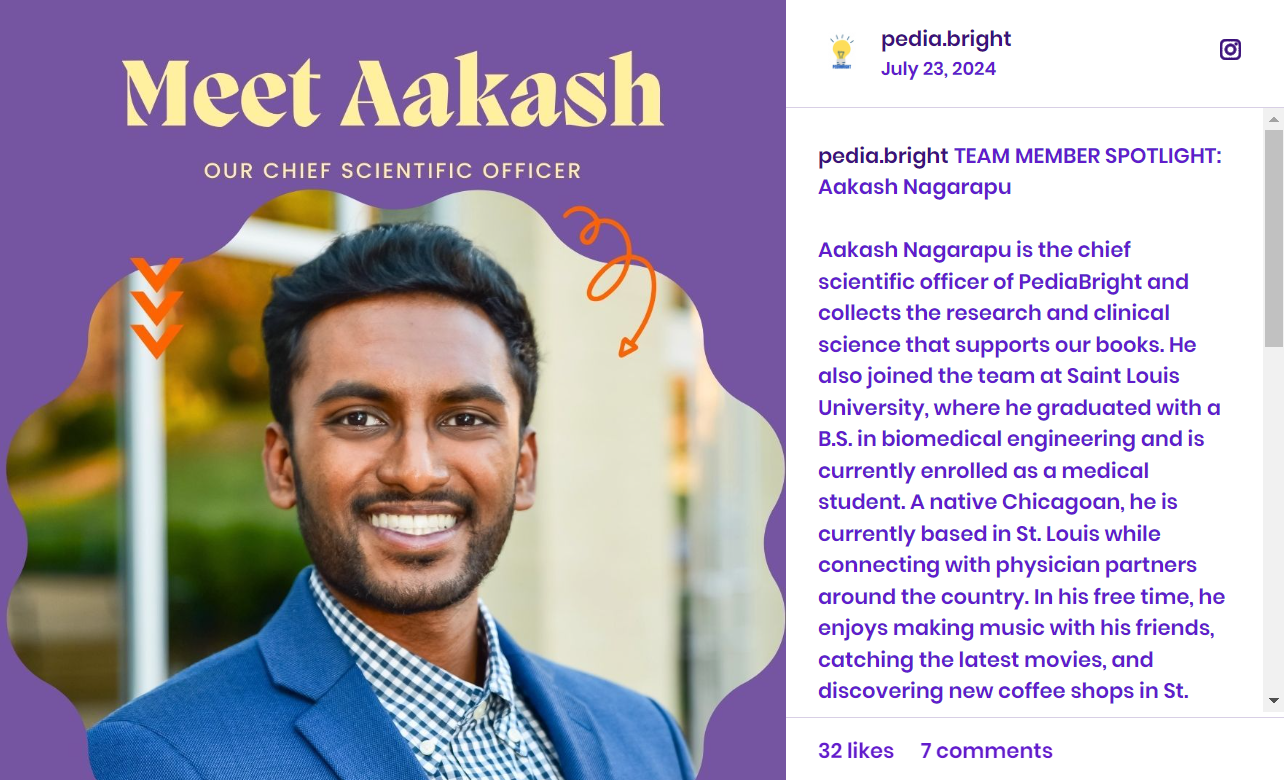 Meet Aakash
OUR CHIEF SCIENTIFIC OFFICER
pedia.bright
July 23, 2024
pedia.bright TEAM MEMBER SPOTLIGHT:
Aakash Nagarapu
Aakash Nagarapu is the chief
scientific officer of PediaBright and
collects the research and clinical
science that supports our books. He
also joined the team at Saint Louis
University, where he graduated with a
B.S. in biomedical engineering and is
currently enrolled as a medical
student. A native Chicagoan, he is
currently based in St. Louis while
connecting with physician partners
around the country. In his free time, he
enjoys making music with his friends,
catching the latest movies, and
discovering new coffee shops in St.
32 likes 7 comments